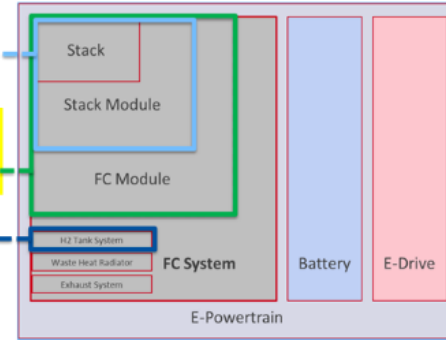 Stack
Stack Module
FC Module
H2 Tank System
Waste Heat Radiator
Exhaust System
FC System
Battery
E-Drive
E-Powertrain